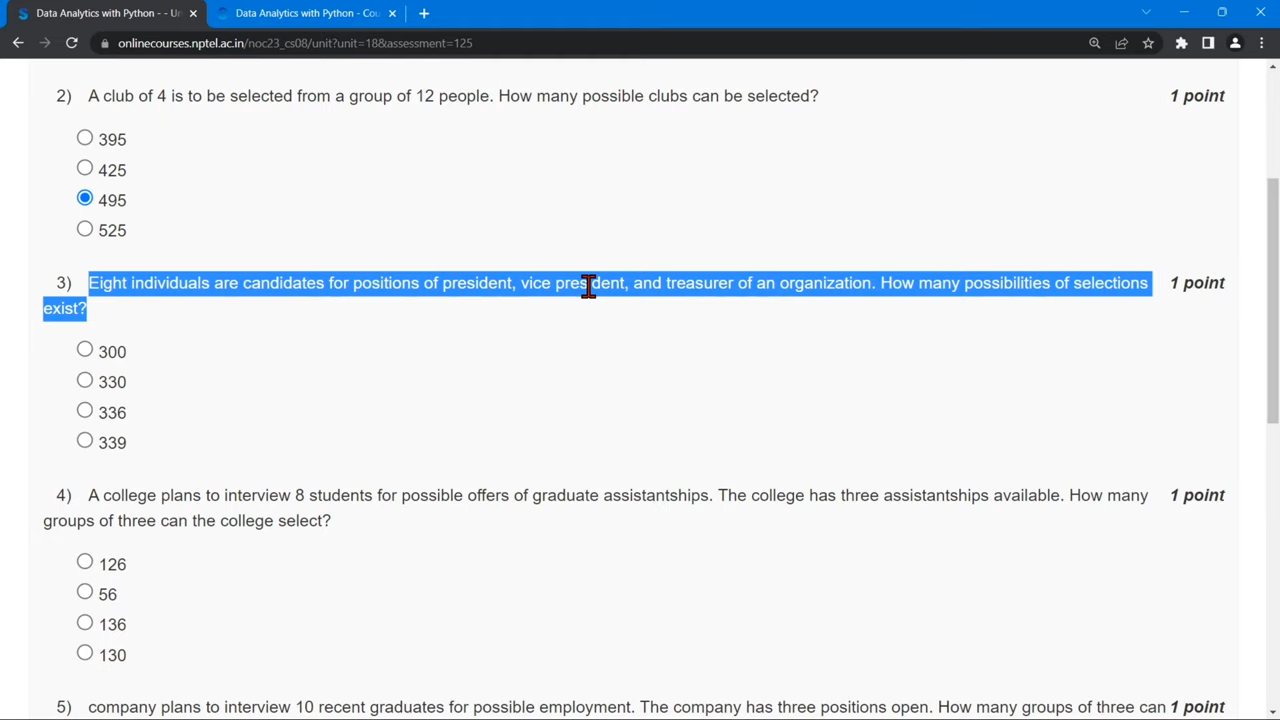 Data Analytics with Python - - Un
Data Analytics with Python - Cou
onlinecourses.nptel.ac.in/noc23_cs08/unit?unit=18&assessment=125
2) A club of 4 is to be selected from a group of 12 people. How many possible clubs can be selected? 1 point
395
425
495
525
3) Eight individuals are candidates for positions of president, vice president, and treasurer of an organization. How many possibilities of selections 1 point
exist?
300
330
336
339
4) A college plans to interview 8 students for possible offers of graduate assistantships. The college has three assistantships available. How many 1 point
groups of three can the college select?
126
56
136
130
5) company plans to interview 10 recent graduates for possible employment. The company has three positions open. How many groups of three can 1 point